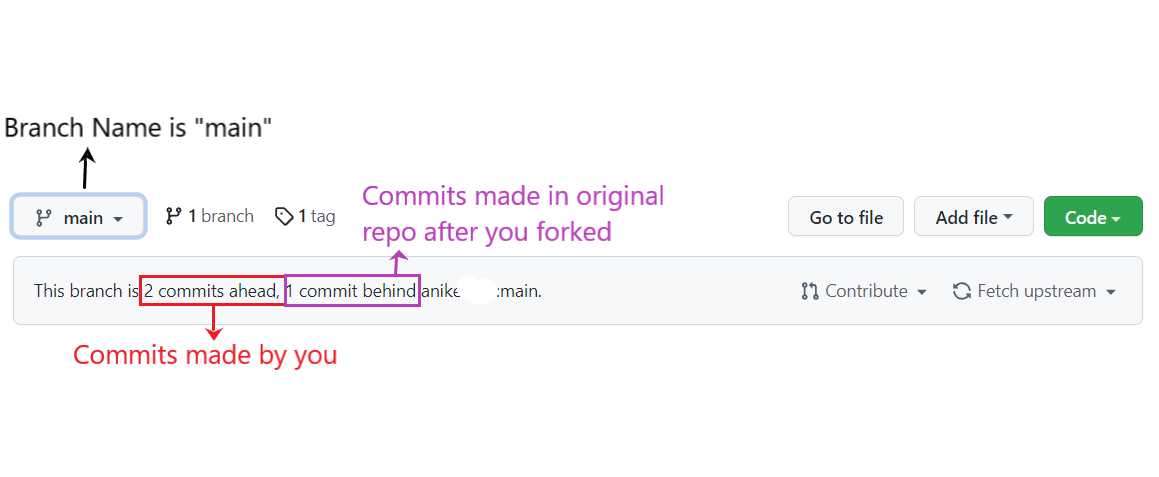 Branch Name is "main"
Commits made in original
repo after you forked
main 1 branch 1 tag Go to file Add file Code
This branch is 2 commits ahead, 1 commit behind anike :main. Contribute Fetch upstream
Commits made by you